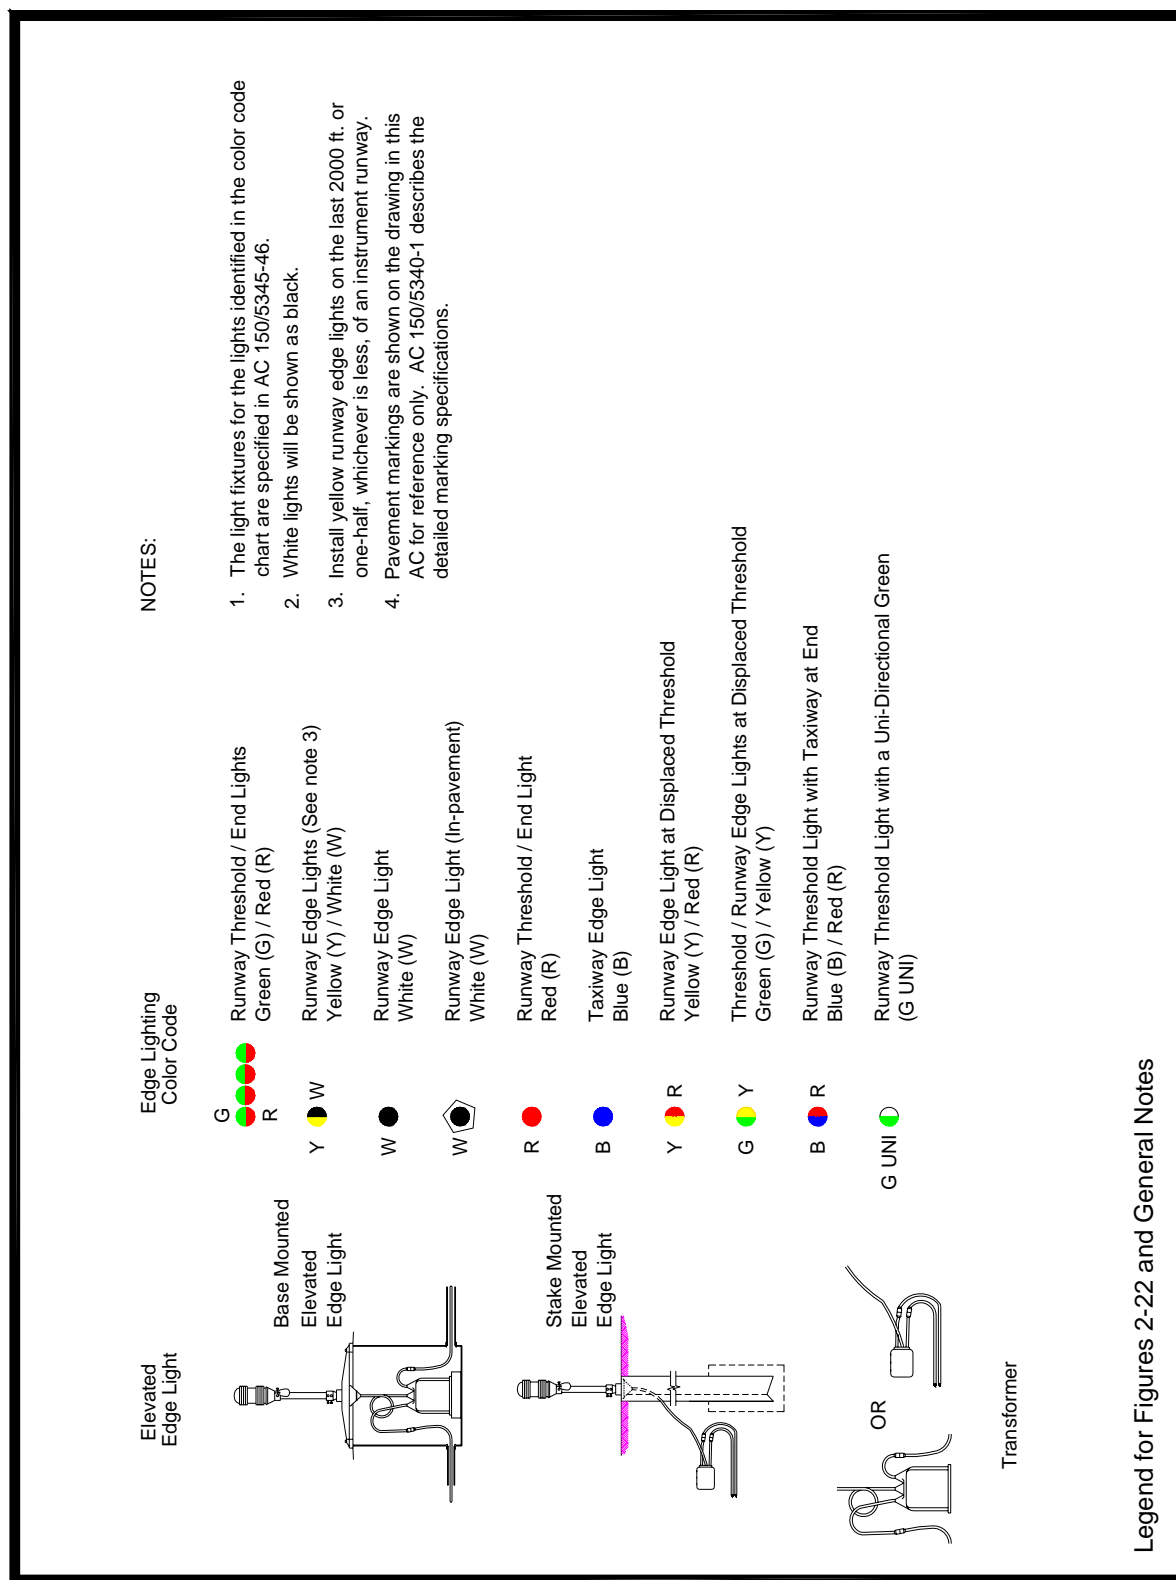 Elevated
Edge Light
Base Mounted
Elevated
Edge Light
Stake Mounted
Elevated
Edge Light
OR
Transformer
Edge Lighting
Color Code
G
R
Runway Threshold / End Lights
Green (G) / Red (R)
Y W
Runway Edge Lights (See note 3)
Yellow (Y) / White (W)
W
Runway Edge Light
White (W)
W
Runway Edge Light (In-pavement)
White (W)
R
Runway Threshold / End Light
Red (R)
B
Taxiway Edge Light
Blue (B)
Y R
Runway Edge Light at Displaced Threshold
Yellow (Y) / Red (R)
G Y
Threshold / Runway Edge Lights at Displaced Threshold
Green (G) / Yellow (Y)
B R
Runway Threshold Light with Taxiway at End
Blue (B) / Red (R)
G UNI
Runway Threshold Light with a Uni-Directional Green
(G UNI)
NOTES:
1. The light fixtures for the lights identified in the color code
chart are specified in AC 150/5345-46.
2. White lights will be shown as black.
3. Install yellow runway edge lights on the last 2000 ft. or
one-half, whichever is less, of an instrument runway.
4. Pavement markings are shown on the drawing in this
AC for reference only. AC 150/5340-1 describes the
detailed marking specifications.
Legend for Figures 2-22 and General Notes